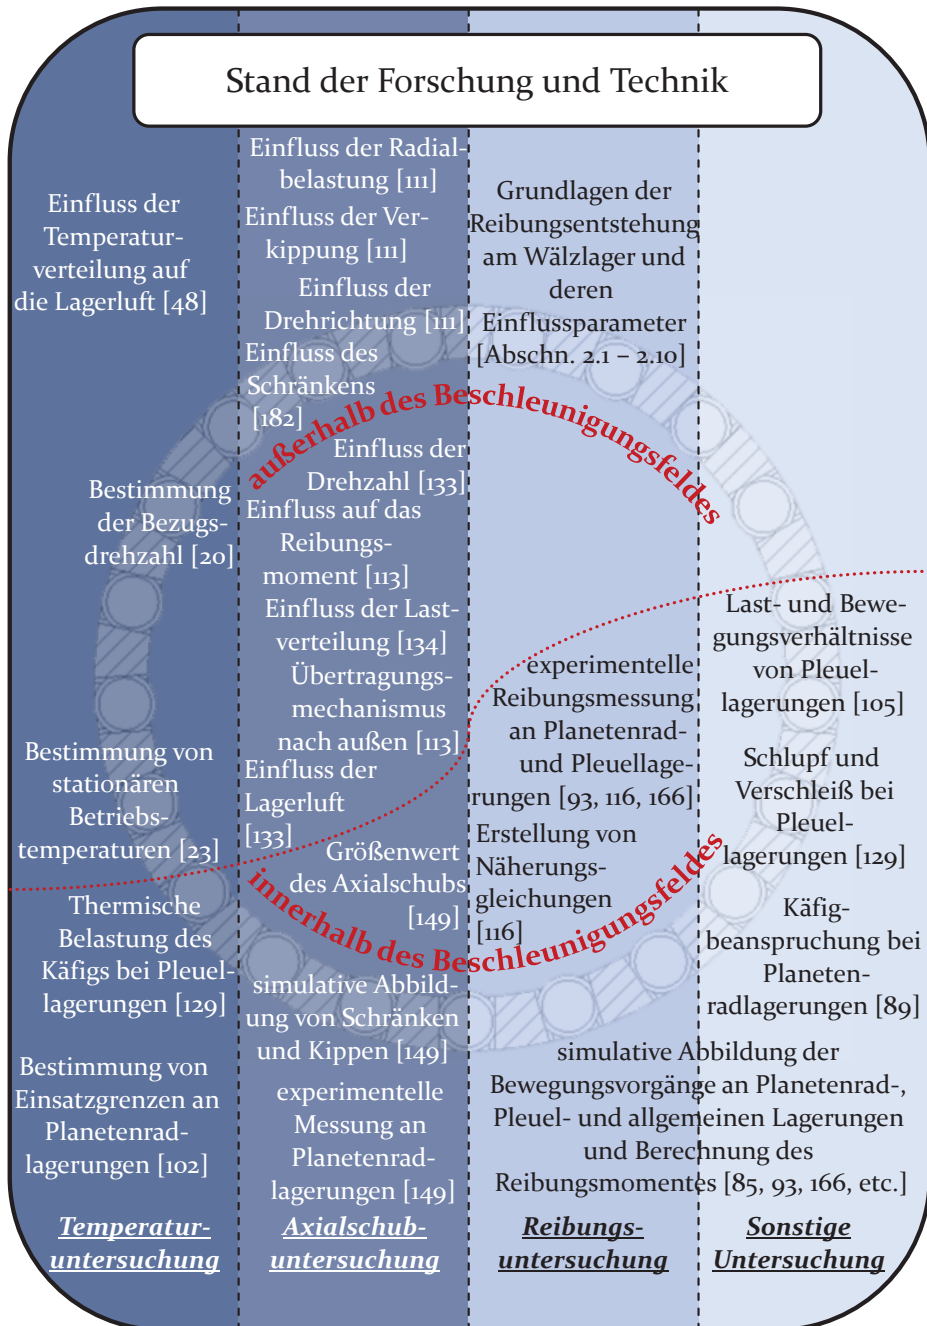 Stand der Forschung und Technik
Einfluss der
Temperatur-
verteilung auf
die Lagerluft [48]
Bestimmung
der Bezugs-
drehzahl [20]
Bestimmung von
stationären
Betriebs-
temperaturen [23]
Thermische
Belastung des
Käfigs bei Pleuel-
lagerungen [129]
Bestimmung von
Einsatzgrenzen an
Planetenrad-
lagerungen [102]
Temperatur-
untersuchung
Einfluss der Radial-
belastung [111]
Einfluss der Ver-
kippung [111]
Einfluss der
Drehrichtung [111]
Einfluss des
Schränkens
[182]
Einfluss der
Drehzahl [133]
Einfluss auf das
Reibungs-
moment [113]
Einfluss der Last-
verteilung [134]
Übertragungs-
mechanismus
nach außen [113]
Einfluss der
Lagerluft
[133]
Größenwert
des Axialschubs
[149]
simulative Abbild-
ung von Schränken
und Kippen [149]
experimentelle
Messung an
Planetenrad-
lagerungen [149]
Axialschub-
untersuchung
außerhalb des Beschleunigungsfeldes
innerhalb des Beschleunigungsfeldes
Grundlagen der
Reibungsentstehung
am Wälzlager und
deren
Einflussparameter
[Abschn. 2.1 – 2.10]
experimentelle
Reibungsmessung
an Planetenrad-
und Pleuellage-
rungen [93, 116, 166]
Erstellung von
Näherungs-
gleichungen
[116]
Last- und Bewe-
gungsverhältnisse
von Pleuel-
lagerungen [105]
Schlupf und
Verschleiß bei
Pleuel-
lagerungen [129]
Käfig-
beanspruchung bei
Planeten-
radlagerungen [89]
simulative Abbildung der
Bewegungsvorgänge an Planetenrad-,
Pleuel- und allgemeinen Lagerungen
und Berechnung des
Reibungsmomentes [85, 93, 166, etc.]
Reibungs-
untersuchung
Sonstige
Untersuchung